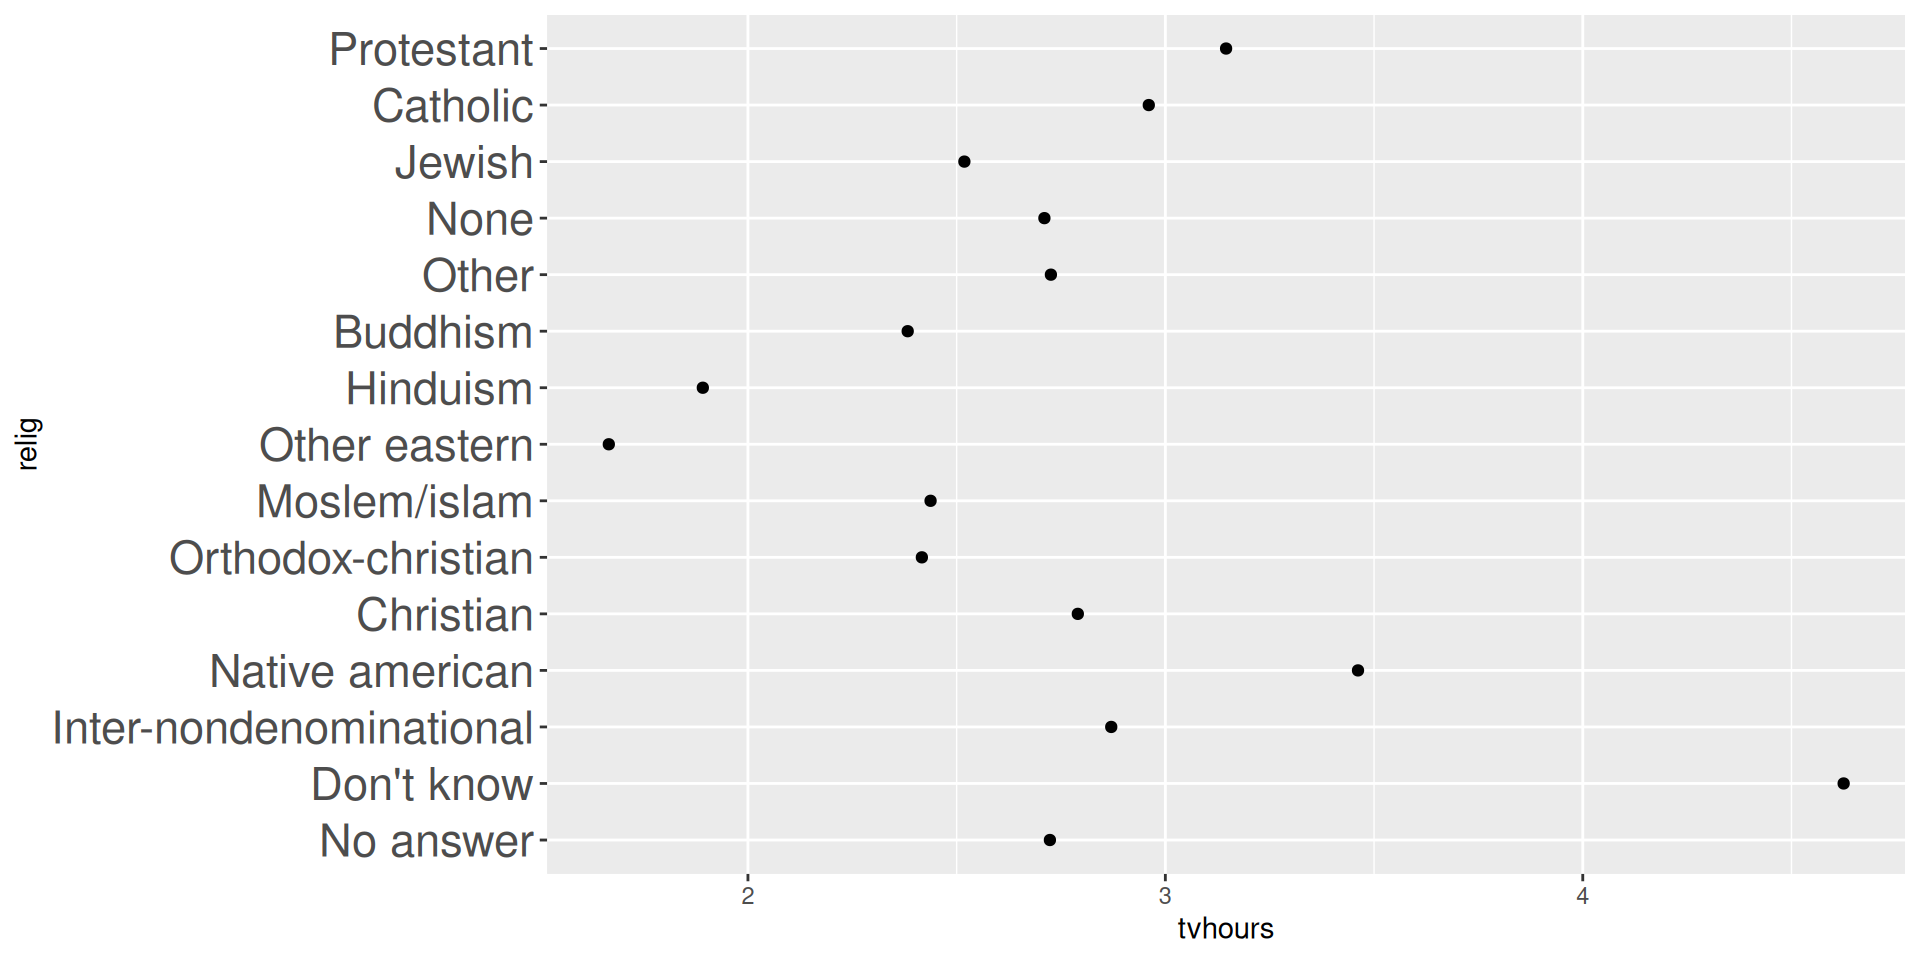 Protestant
Catholic
Jewish
None
Other
Buddhism
Hinduism
Other eastern
Moslem/islam
Orthodox-christian
Christian
Native american
Inter-nondenominational
Don't know
No answer
relig
2 3 4
tvhours